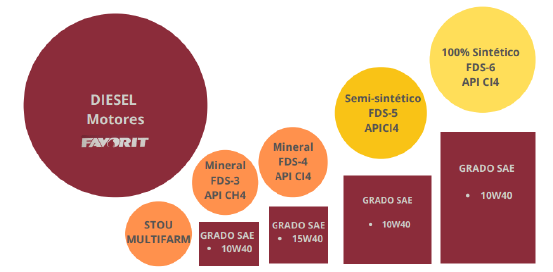 DIESEL
Motores
FAVORIT
STOU
MULTIFARM
Mineral
FDS-3
API CH4
GRADO SAE
• 10W40
Mineral
FDS-4
API CI4
GRADO SAE
• 15W40
Semi-sintético
FDS-5
APICI4
GRADO SAE
• 10W40
100% Sintético
FDS-6
API CI4
GRADO SAE
• 10W40